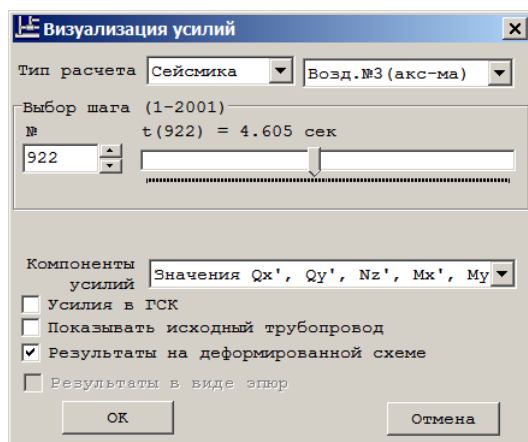 Визуализация усилий
Тип расчета Сейсмика Возд.№3(акс-ма)
Выбор шага (1-2001)
№ t(922) = 4.605 сек
922
Компоненты
усилий Значения Qx', Qy', Nz', Mx', My
Усилия в ГСК
Показывать исходный трубопровод
Результаты на деформированной схеме
Результаты в виде эпюр
OK Отмена